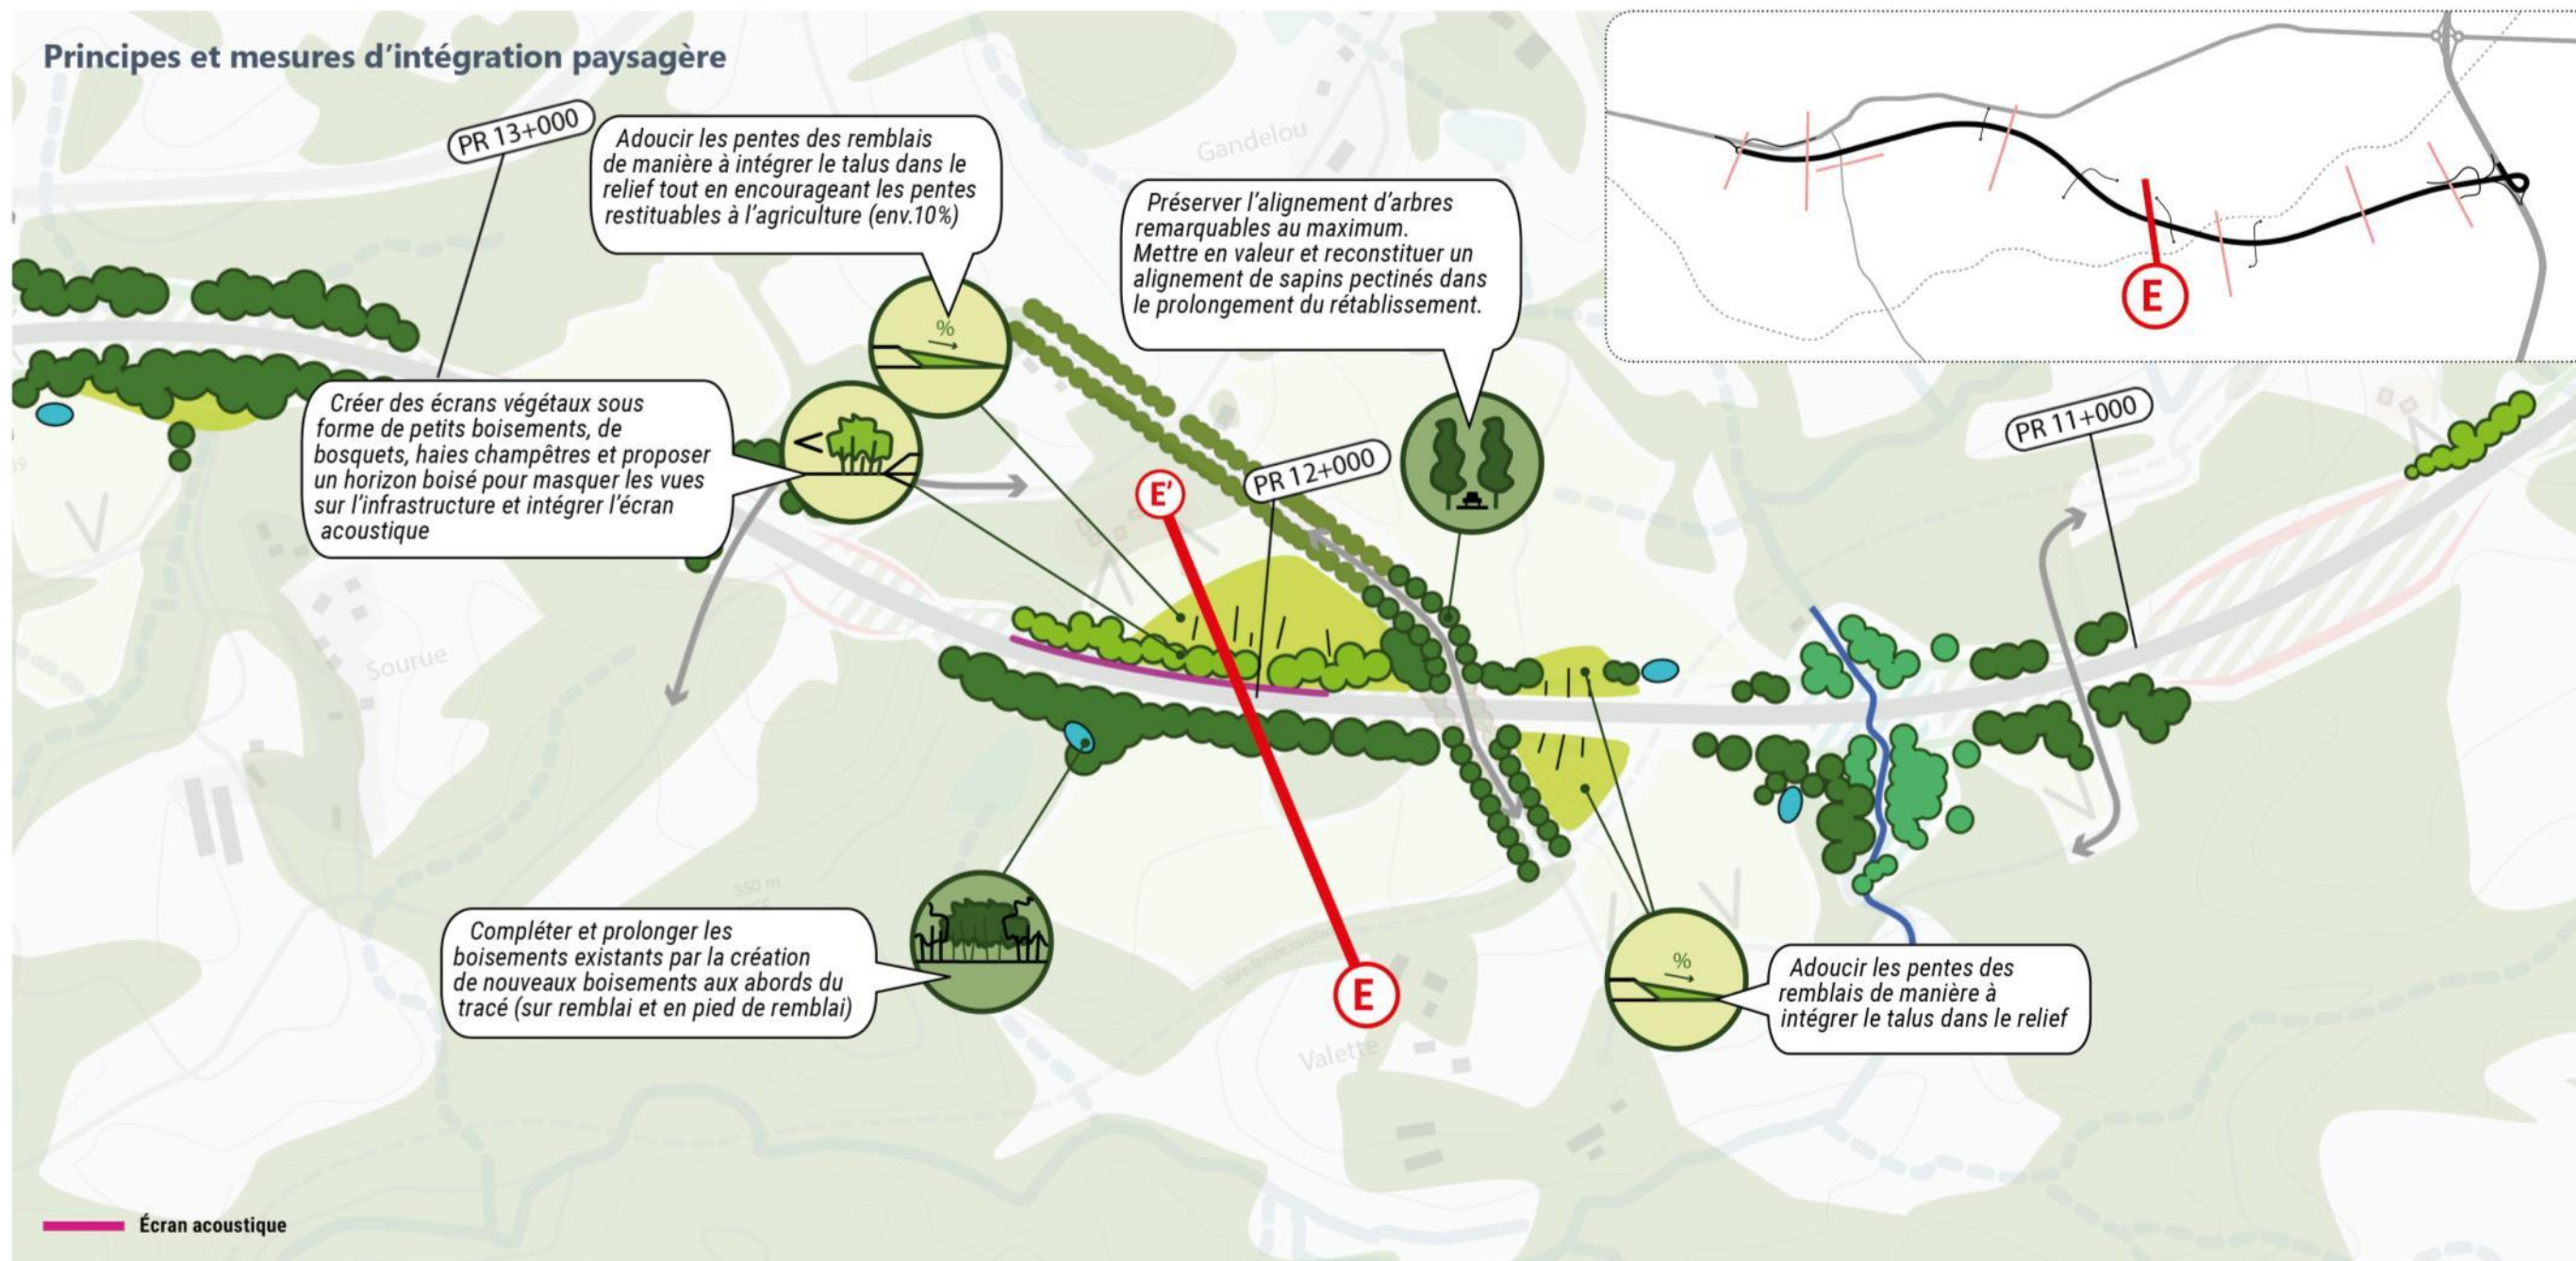 Principes et mesures d'intégration paysagère
PR 13+000
Adoucir les pentes des remblais
de manière à intégrer le talus dans le
relief tout en encourageant les pentes
restituables à l'agriculture (env.10%)
Gandelou
Préserver l'alignement d'arbres
remarquables au maximum.
Mettre en valeur et reconstituer un
alignement de sapins pectinés dans
le prolongement du rétablissement.
E
%
Créer des écrans végétaux sous
forme de petits boisements, de
bosquets, haies champêtres et proposer
un horizon boisé pour masquer les vues
sur l'infrastructure et intégrer l'écran
acoustique
PR 12+000
PR 11+000
E'
Sourue
350 m
Compléter et prolonger les
boisements existants par la création
de nouveaux boisements aux abords du
tracé (sur remblai et en pied de remblai)
E
%
Adoucir les pentes des
remblais de manière à
intégrer le talus dans le relief
Valette
Écran acoustique